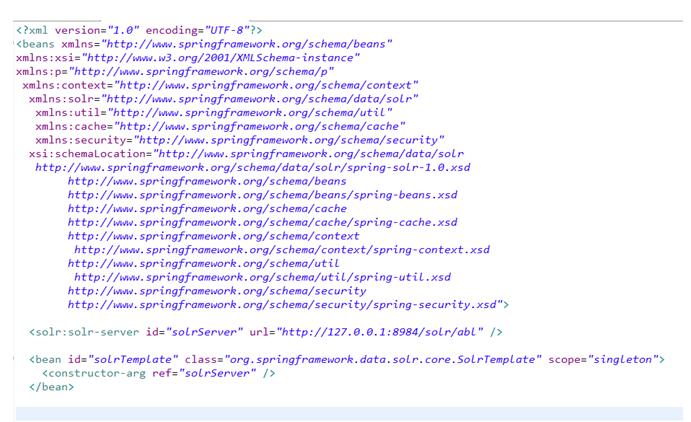 <?xml version="1.0" encoding="UTF-8"?>
<beans xmlns="http://www.springframework.org/schema/beans"
xmlns:xsi="http://www.w3.org/2001/XMLSchema-instance"
xmlns:p="http://www.springframework.org/schema/p"
xmlns:context="http://www.springframework.org/schema/context"
xmlns:solr="http://www.springframework.org/schema/data/solr"
xmlns:util="http://www.springframework.org/schema/util"
xmlns:cache="http://www.springframework.org/schema/cache"
xmlns:security="http://www.springframework.org/schema/security"
xsi:schemaLocation="http://www.springframework.org/schema/data/solr
http://www.springframework.org/schema/data/solr/spring-solr-1.0.xsd
http://www.springframework.org/schema/beans
http://www.springframework.org/schema/beans/spring-beans.xsd
http://www.springframework.org/schema/cache
http://www.springframework.org/schema/cache/spring-cache.xsd
http://www.springframework.org/schema/context
http://www.springframework.org/schema/context/spring-context.xsd
http://www.springframework.org/schema/util
http://www.springframework.org/schema/util/spring-util.xsd
http://www.springframework.org/schema/security
http://www.springframework.org/schema/security/spring-security.xsd">
<solr:solr-server id="solrServer" url="http://127.0.0.1:8984/solr/abl" />
<bean id="solrTemplate" class="org.springframework.data.solr.core.SolrTemplate" scope="singleton">
<constructor-arg ref="solrServer" />
</bean>